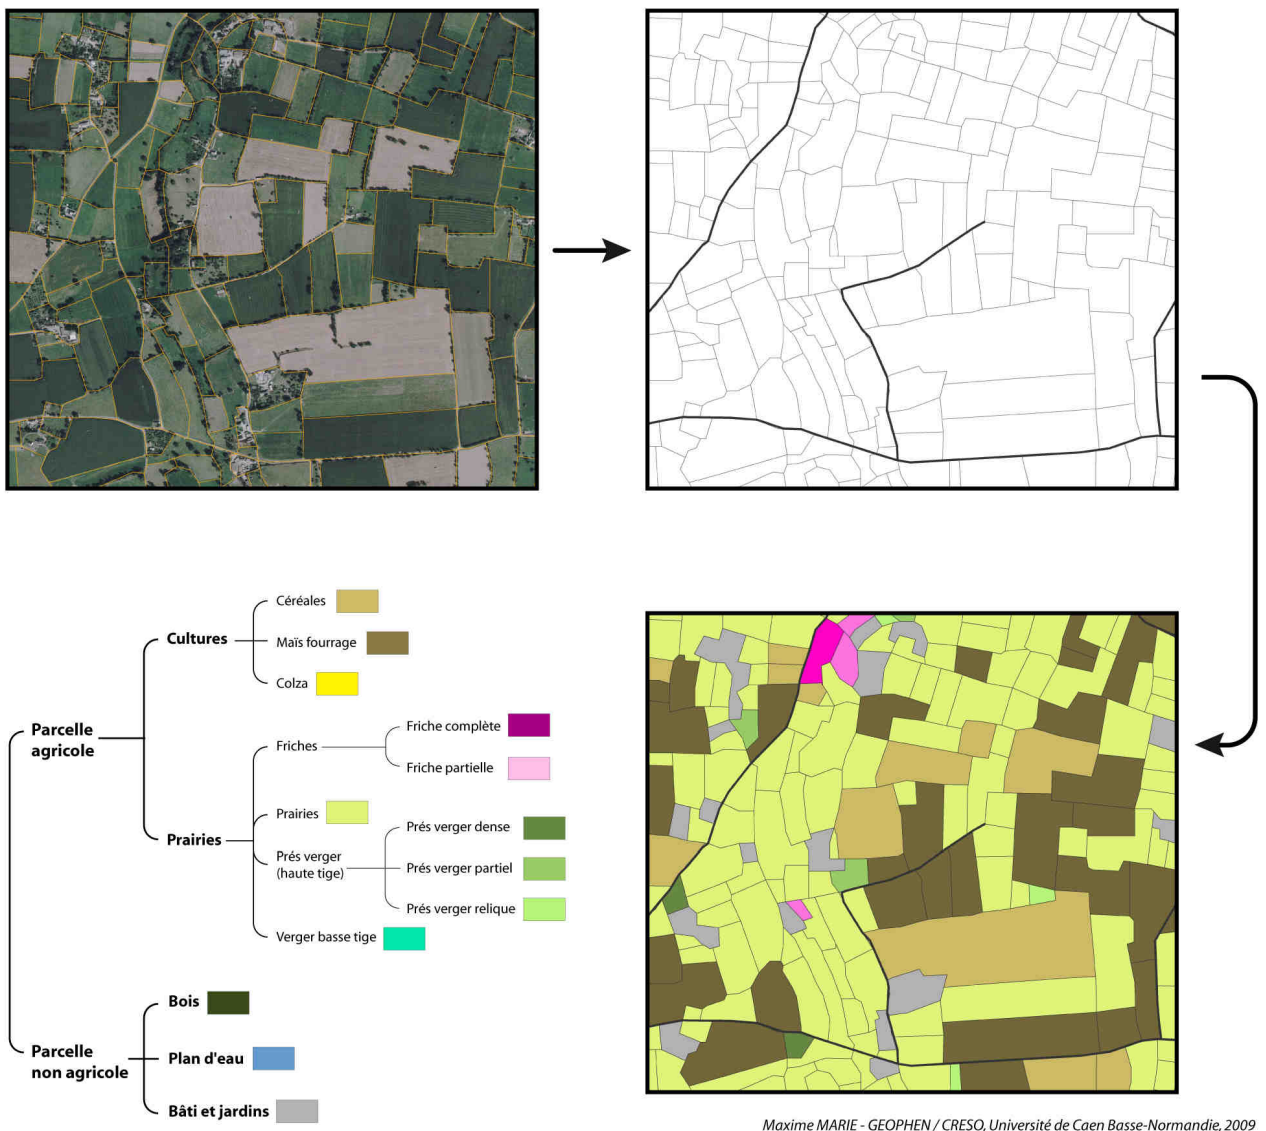 Céréales
Cultures
Maïs fourrage
Colza
Parcelle
agricole
Friche complète
Friches
Friche partielle
Prairies
Prés verger dense
Prairies
Prés verger
(haute tige)
Prés verger partiel
Prés verger relique
Verger basse tige
Bois
Parcelle
non agricole
Plan d'eau
Bâti et jardins
Maxime MARIE - GEOPHEN / CRESO, Université de Caen Basse-Normandie, 2009